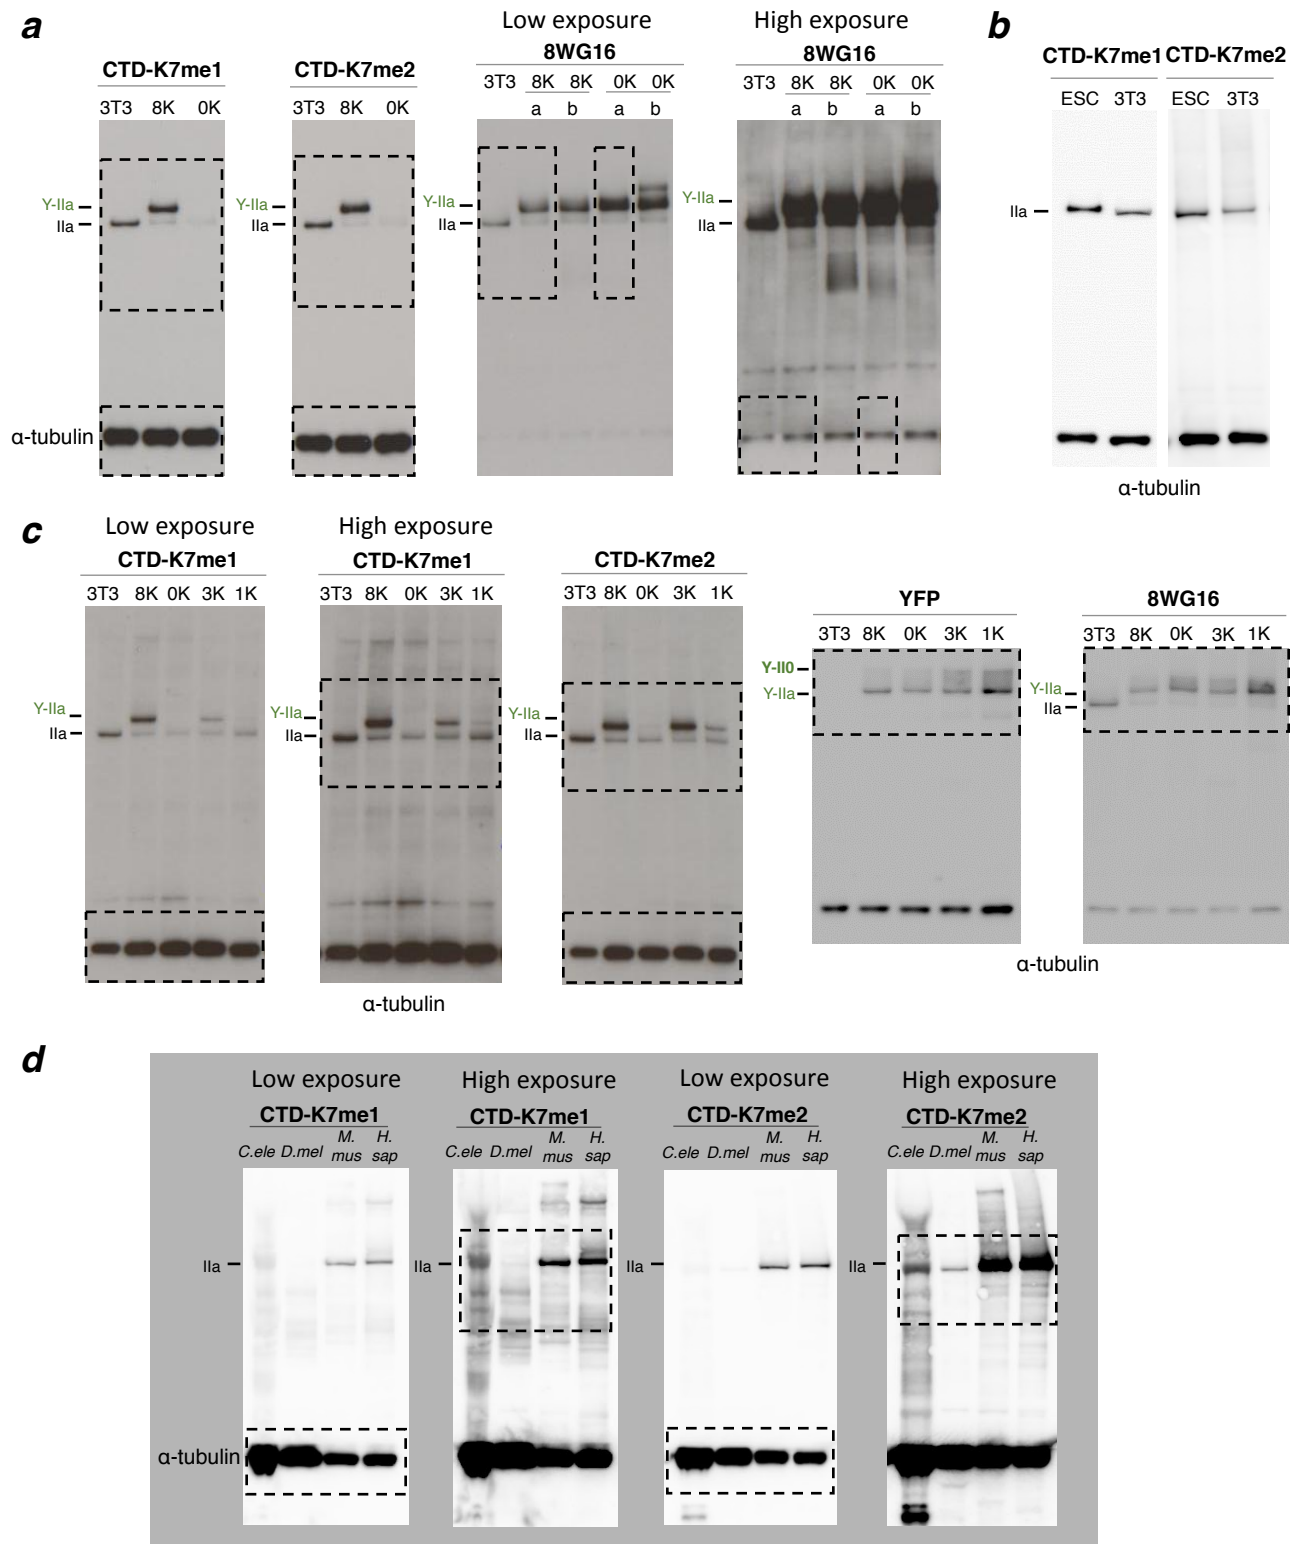 a
Low exposure
High exposure
CTD-K7me1
CTD-K7me2
8WG16
8WG16
3T3 8K 0K
3T3 8K 0K
3T3 8K 8K 0K 0K
a b a b
3T3 8K 8K 0K 0K
a b a b
Y-IIa
IIa
Y-IIa
IIa
Y-IIa
IIa
Y-IIa
IIa
α-tubulin
b
CTD-K7me1 CTD-K7me2
ESC 3T3 ESC 3T3
IIa
α-tubulin
c
Low exposure
High exposure
CTD-K7me1
CTD-K7me1
CTD-K7me2
YFP
8WG16
3T3 8K 0K 3K 1K
3T3 8K 0K 3K 1K
3T3 8K 0K 3K 1K
3T3 8K 0K 3K 1K
3T3 8K 0K 3K 1K
Y-IIa
IIa
Y-IIa
IIa
Y-IIa
IIa
Y-II0
Y-IIa
Y-IIa
IIa
α-tubulin
α-tubulin
d
Low exposure
High exposure
Low exposure
High exposure
CTD-K7me1
CTD-K7me1
CTD-K7me2
CTD-K7me2
C.ele D.mel M. mus H. sap
C.ele D.mel M. mus H. sap
C.ele D.mel M. mus H. sap
C.ele D.mel M. mus H. sap
IIa
IIa
IIa
IIa
α-tubulin